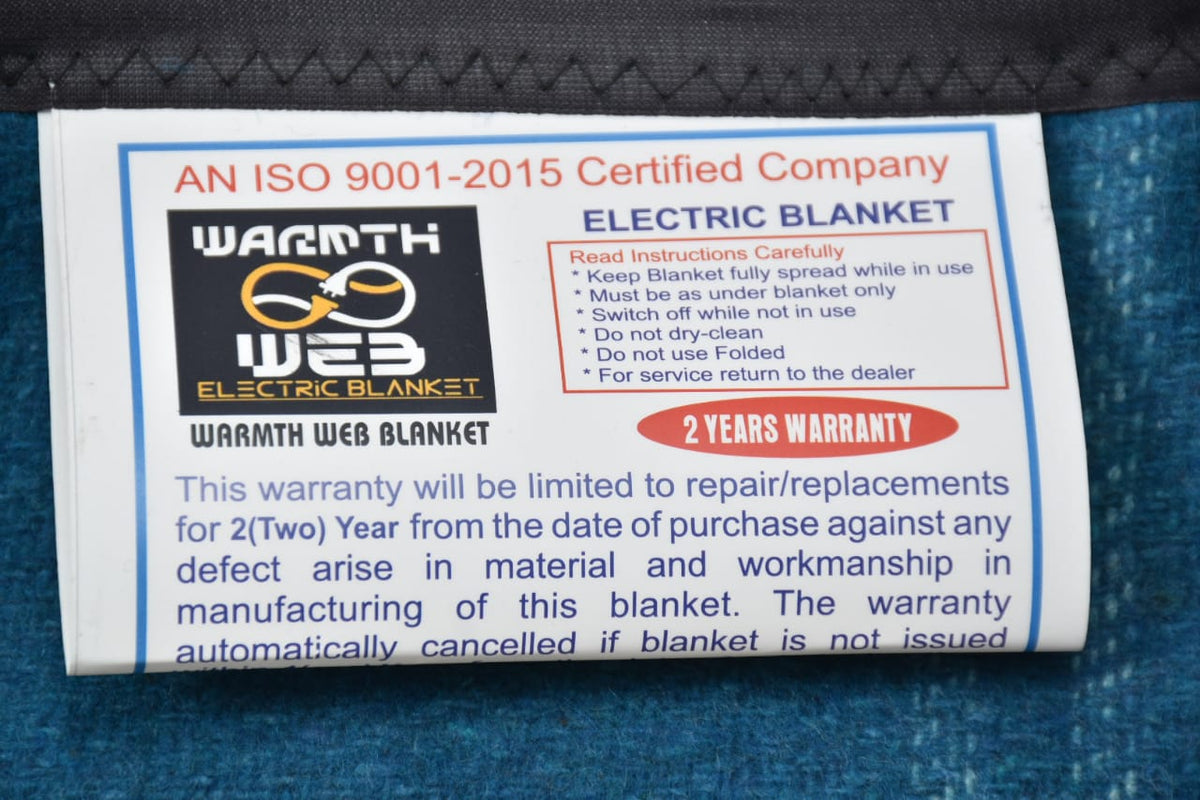 AN ISO 9001-2015 Certified Company
WARMTH
WEB
ELECTRIC BLANKET
WARMTH WEB BLANKET
ELECTRIC BLANKET
Read Instructions Carefully
* Keep Blanket fully spread while in use
* Must be as under blanket only
* Switch off while not in use
* Do not dry-clean
* Do not use Folded
* For service return to the dealer
2 YEARS WARRANTY
This warranty will be limited to repair/replacements
for 2(Two) Year from the date of purchase against any
defect arise in material and workmanship in
manufacturing of this blanket. The warranty
automatically cancelled if blanket is not issued